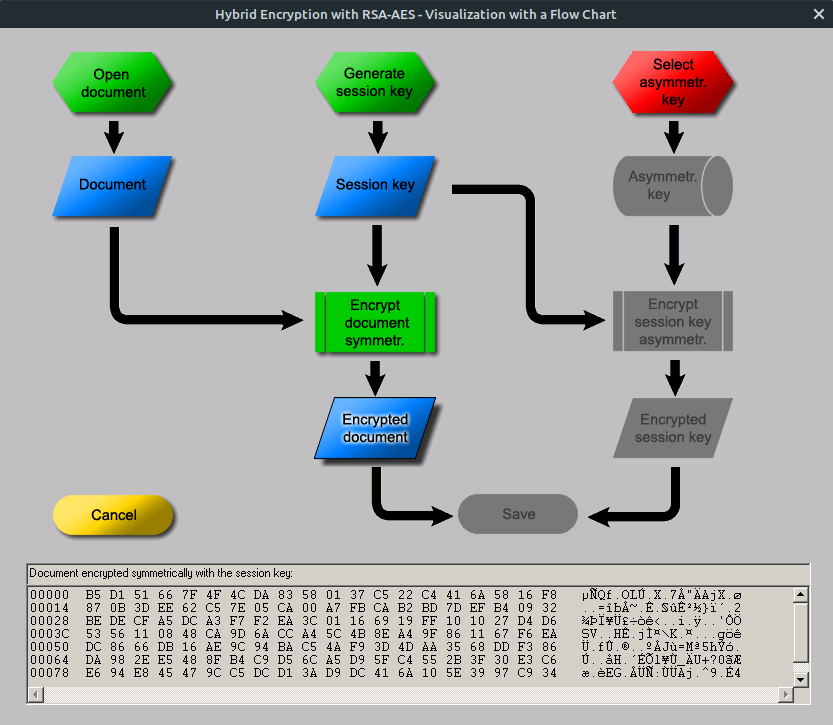 Hybrid Encryption with RSA-AES - Visualization with a Flow Chart
Open
document
Generate
session key
Select
asymmetr.
key
Document
Session key
Asymmetr.
key
Encrypt
document
symmetr.
Encrypt
session key
asymmetr.
Encrypted
document
Encrypted
session key
Cancel
Save
Document encrypted symmetrically with the session key:
00000 B5 D1 51 66 7F 4F 4C DA 83 58 01 37 C5 22 C4 41 6A 58 16 F8 µÑQf.OLÚ.X.7Å"ÄAjX.ø
00014 87 0B 3D EE 62 C5 7E 05 CA 00 A7 FB CA B2 BD 7D EF B4 09 32 ..=îbÅ~.Ê.§ûÊ²½}ï´.2
00028 BE DE CF A5 DC A3 F7 F2 EA 3C 01 16 69 19 FF 10 10 27 D4 D6 ¾ÞÏ¥Ü£÷òê<..i.ÿ..'ÔÖ
0003C 53 56 11 08 48 CA 9D 6A CC A4 5C 4B 8E A4 9F 86 11 67 F6 EA SV..HÊ.jÌ¤\K.¤...göê
00050 DC 86 66 DB 16 AE 9C 94 BA C5 4A F9 3D 4D AA 35 68 DD F3 86 Ü.fÛ.®..ºÅJù=Mª5hÝó.
00064 DA 98 2E E5 48 8F B4 C9 D5 6C A5 D9 5F C4 55 2B 3F 30 E3 C6 Ú..åH.´ÉÕl¥Ù_ÄU+?0ãÆ
00078 E6 94 E8 45 47 9C C5 DC D1 3A D9 DC 41 6A 10 5E 39 97 C9 34 æ.èEG.ÅÜÑ:ÙÜAj.^9.É4